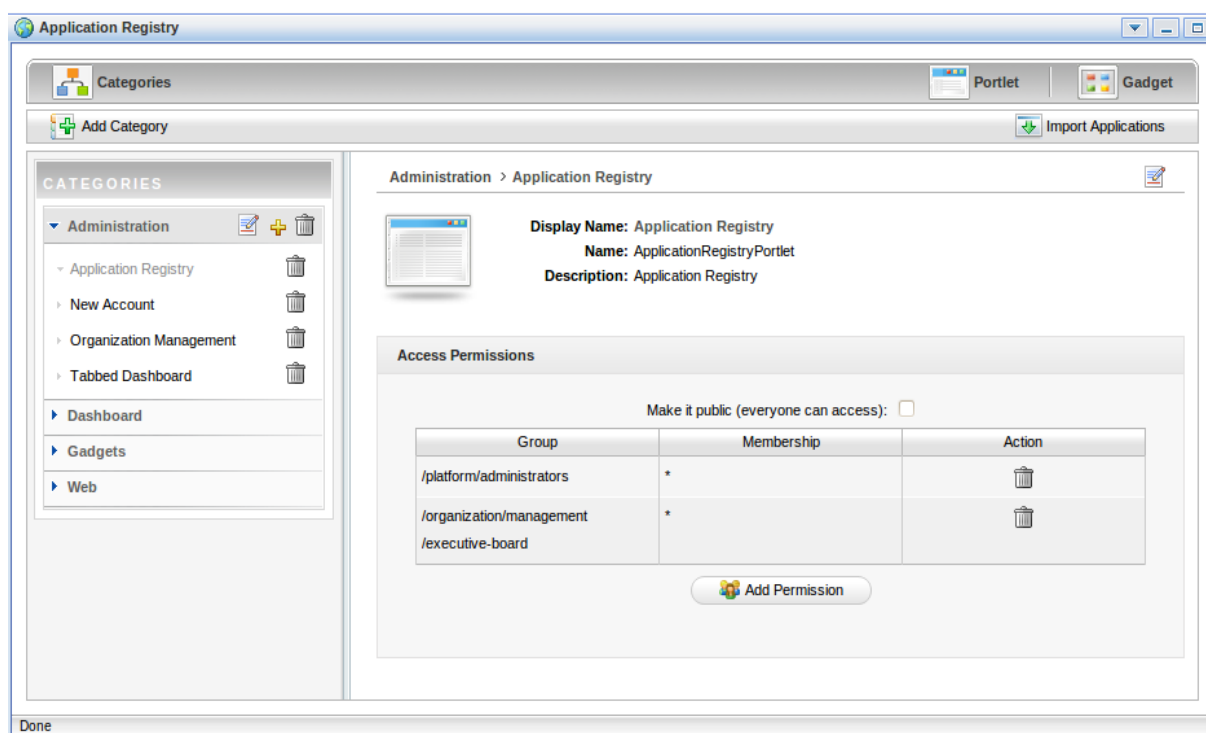 Application Registry
Categories
Portlet
Gadget
Add Category
Import Applications
CATEGORIES
Administration
Application Registry
New Account
Organization Management
Tabbed Dashboard
Dashboard
Gadgets
Web
Administration > Application Registry
Display Name: Application Registry
Name: ApplicationRegistryPortlet
Description: Application Registry
Access Permissions
Make it public (everyone can access):
Group Membership Action
/platform/administrators *
/organization/management *
/executive-board
Add Permission
Done